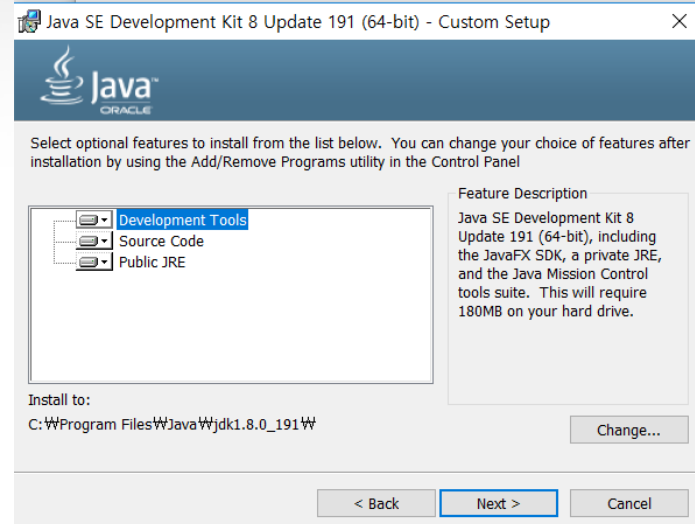 Java SE Development Kit 8 Update 191 (64-bit) - Custom Setup
Java™
ORACLE
Select optional features to install from the list below. You can change your choice of features after
installation by using the Add/Remove Programs utility in the Control Panel
Development Tools
Source Code
Public JRE
Feature Description
Java SE Development Kit 8
Update 191 (64-bit), including
the JavaFX SDK, a private JRE,
and the Java Mission Control
tools suite. This will require
180MB on your hard drive.
Install to:
C:₩Program Files₩Java₩jdk1.8.0_191₩
Change...
< Back
Next >
Cancel